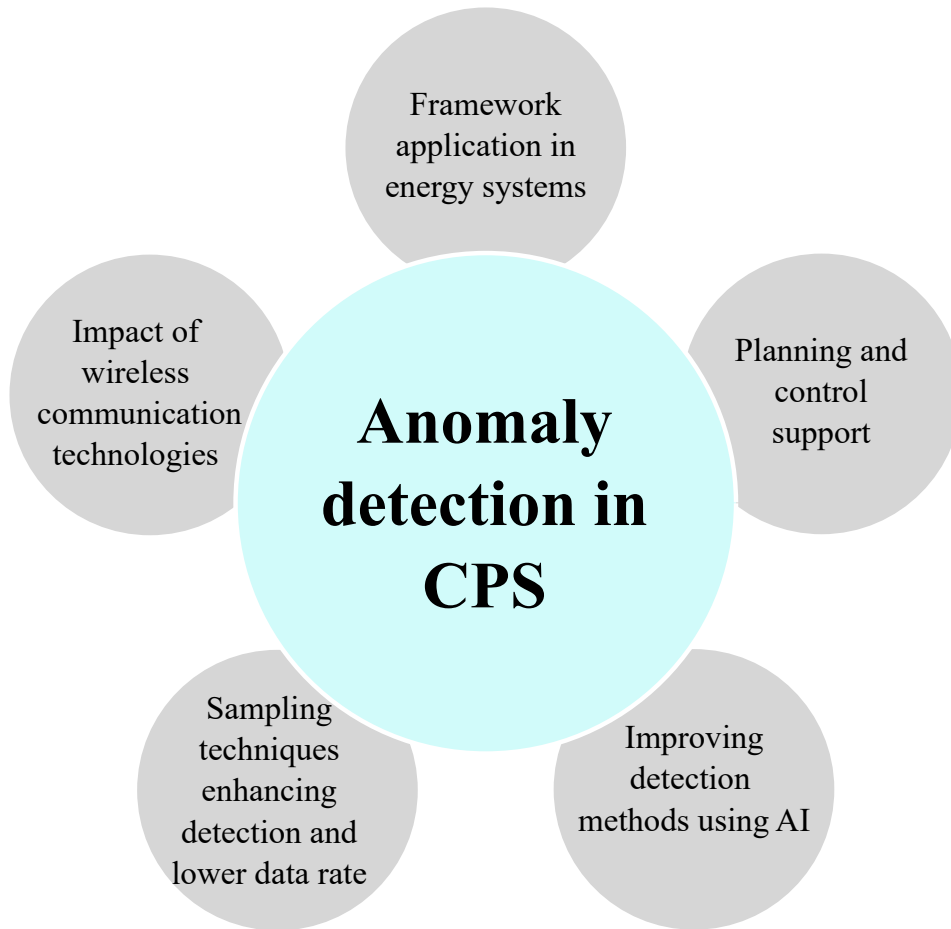 Framework
application in
energy systems
Impact of
wireless
communication
technologies
Planning and
control
support
Anomaly
detection in
CPS
Sampling
techniques
enhancing
detection and
lower data rate
Improving
detection
methods using AI